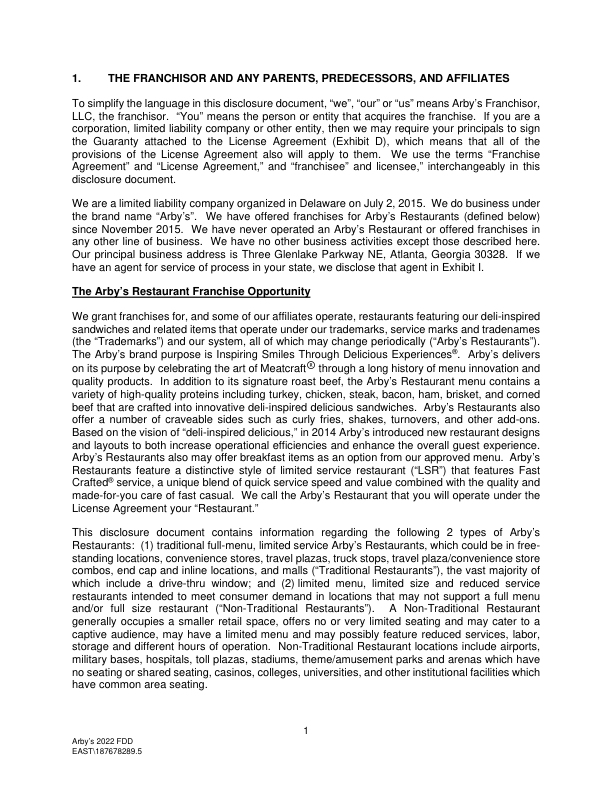 1. THE FRANCHISOR AND ANY PARENTS, PREDECESSORS, AND AFFILIATES
To simplify the language in this disclosure document, “we”, “our” or “us” means Arby’s Franchisor,
LLC, the franchisor. “You” means the person or entity that acquires the franchise. If you are a
corporation, limited liability company or other entity, then we may require your principals to sign
the Guaranty attached to the License Agreement (Exhibit D), which means that all of the
provisions of the License Agreement also will apply to them. We use the terms “Franchise
Agreement” and “License Agreement,” and “franchisee” and licensee,” interchangeably in this
disclosure document.
We are a limited liability company organized in Delaware on July 2, 2015. We do business under
the brand name “Arby’s”. We have offered franchises for Arby’s Restaurants (defined below)
since November 2015. We have never operated an Arby’s Restaurant or offered franchises in
any other line of business. We have no other business activities except those described here.
Our principal business address is Three Glenlake Parkway NE, Atlanta, Georgia 30328. If we
have an agent for service of process in your state, we disclose that agent in Exhibit I.
The Arby’s Restaurant Franchise Opportunity
We grant franchises for, and some of our affiliates operate, restaurants featuring our deli-inspired
sandwiches and related items that operate under our trademarks, service marks and tradenames
(the “Trademarks”) and our system, all of which may change periodically (“Arby’s Restaurants”).
The Arby’s brand purpose is Inspiring Smiles Through Delicious Experiences®. Arby’s delivers
on its purpose by celebrating the art of Meatcraft® through a long history of menu innovation and
quality products. In addition to its signature roast beef, the Arby’s Restaurant menu contains a
variety of high-quality proteins including turkey, chicken, steak, bacon, ham, brisket, and corned
beef that are crafted into innovative deli-inspired delicious sandwiches. Arby’s Restaurants also
offer a number of craveable sides such as curly fries, shakes, turnovers, and other add-ons.
Based on the vision of “deli-inspired delicious,” in 2014 Arby’s introduced new restaurant designs
and layouts to both increase operational efficiencies and enhance the overall guest experience.
Arby’s Restaurants also may offer breakfast items as an option from our approved menu. Arby’s
Restaurants feature a distinctive style of limited service restaurant (“LSR”) that features Fast
Crafted® service, a unique blend of quick service speed and value combined with the quality and
made-for-you care of fast casual. We call the Arby’s Restaurant that you will operate under the
License Agreement your “Restaurant.”
This disclosure document contains information regarding the following 2 types of Arby’s
Restaurants: (1) traditional full-menu, limited service Arby’s Restaurants, which could be in free-
standing locations, convenience stores, travel plazas, truck stops, travel plaza/convenience store
combos, end cap and inline locations, and malls (“Traditional Restaurants”), the vast majority of
which include a drive-thru window; and (2) limited menu, limited size and reduced service
restaurants intended to meet consumer demand in locations that may not support a full menu
and/or full size restaurant (“Non-Traditional Restaurants”). A Non-Traditional Restaurant
generally occupies a smaller retail space, offers no or very limited seating and may cater to a
captive audience, may have a limited menu and may possibly feature reduced services, labor,
storage and different hours of operation. Non-Traditional Restaurant locations include airports,
military bases, hospitals, toll plazas, stadiums, theme/amusement parks and arenas which have
no seating or shared seating, casinos, colleges, universities, and other institutional facilities which
have common area seating.
1
Arby’s 2022 FDD
EAST\187678289.5